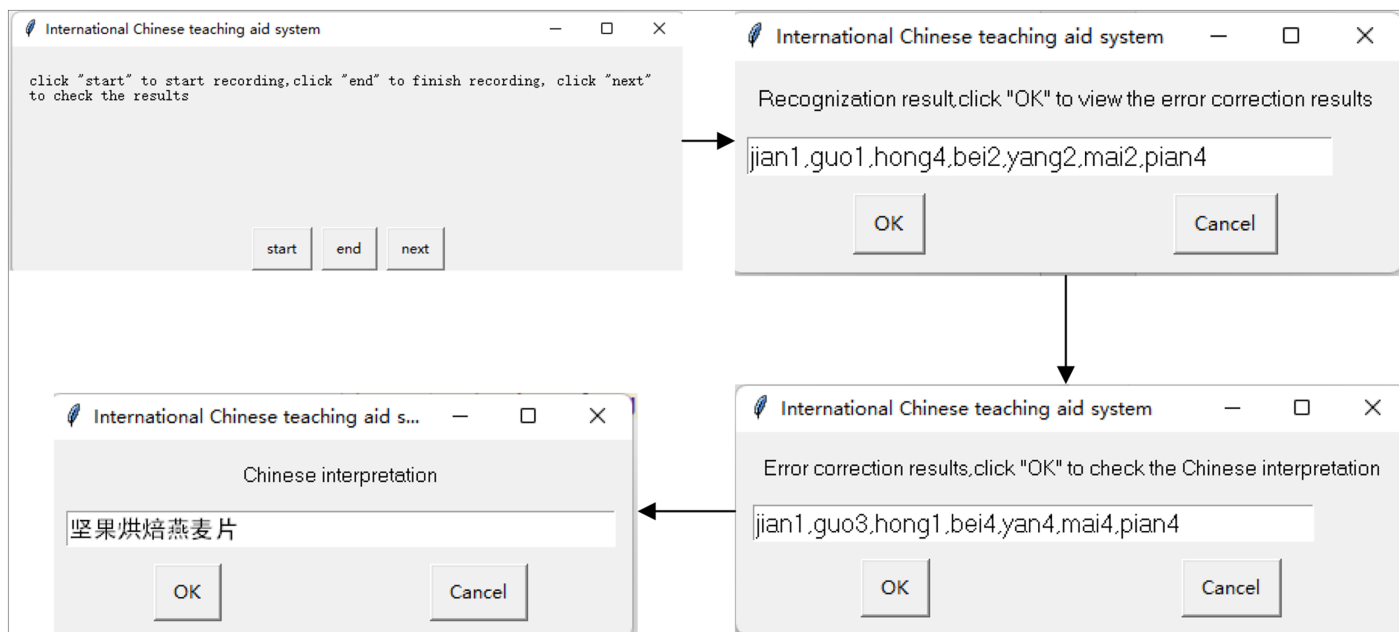 International Chinese teaching aid system
click "start" to start recording,click "end" to finish recording, click "next"
to check the results
start end next
International Chinese teaching aid system
Recognization result,click "OK" to view the error correction results
jian1,guo1,hong4,bei2,yang2,mai2,pian4
OK Cancel
International Chinese teaching aid system
Error correction results,click "OK" to check the Chinese interpretation
jian1,guo3,hong1,bei4,yan4,mai4,pian4
OK Cancel
International Chinese teaching aid s...
Chinese interpretation
坚果烘焙燕麦片
OK Cancel